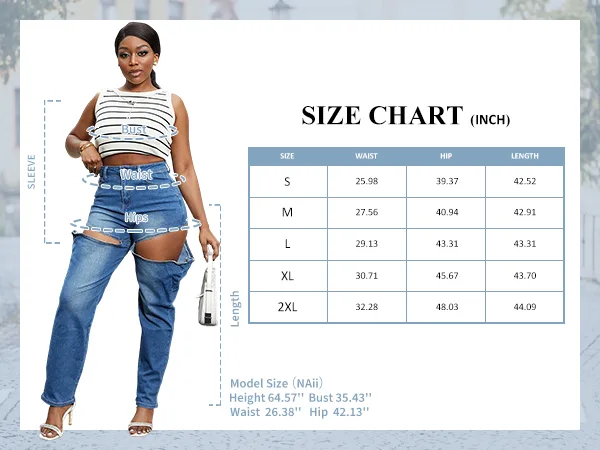 SIZE CHART (INCH)
SLEEVE
Bust
Waist
Hips
Length
SIZE WAIST HIP LENGTH
S 25.98 39.37 42.52
M 27.56 40.94 42.91
L 29.13 43.31 43.31
XL 30.71 45.67 43.70
2XL 32.28 48.03 44.09
Model Size (NAii)
Height 64.57'' Bust 35.43''
Waist 26.38'' Hip 42.13''